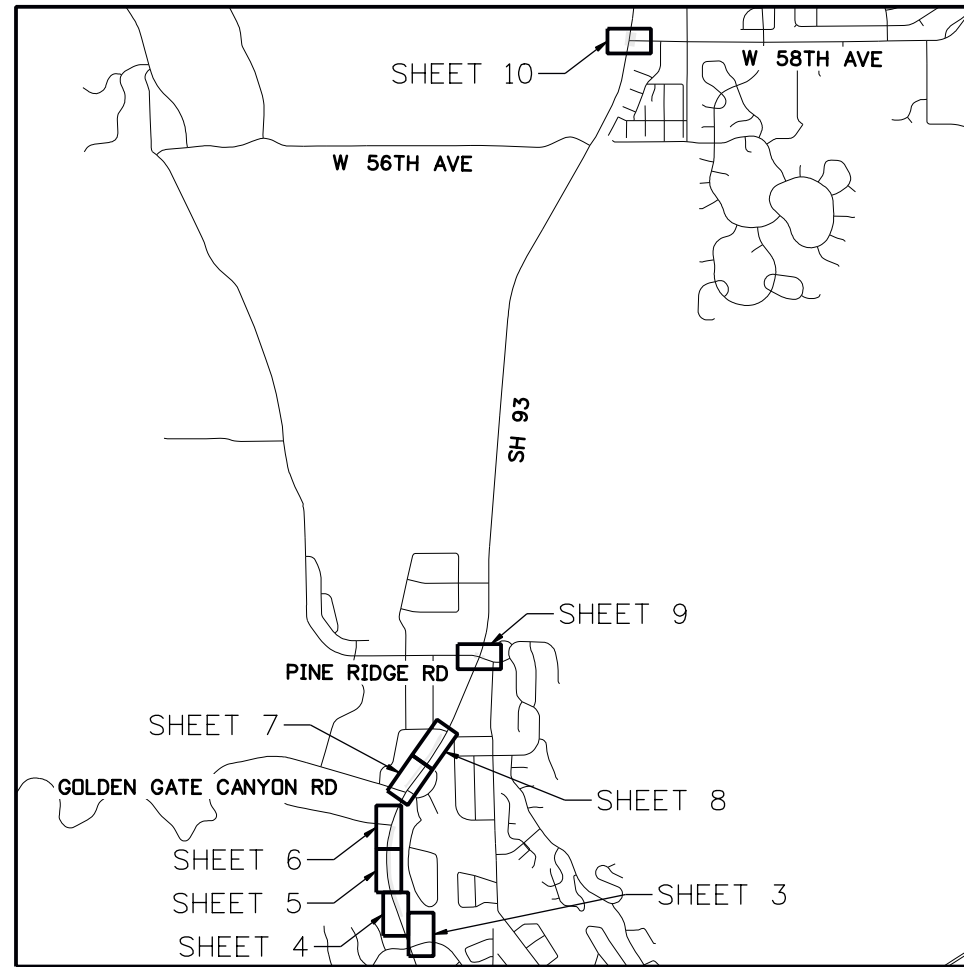 SHEET 10
W 58TH AVE
W 56TH AVE
SH 93
SHEET 9
PINE RIDGE RD
SHEET 7
GOLDEN GATE CANYON RD
SHEET 8
SHEET 6
SHEET 5
SHEET 3
SHEET 4